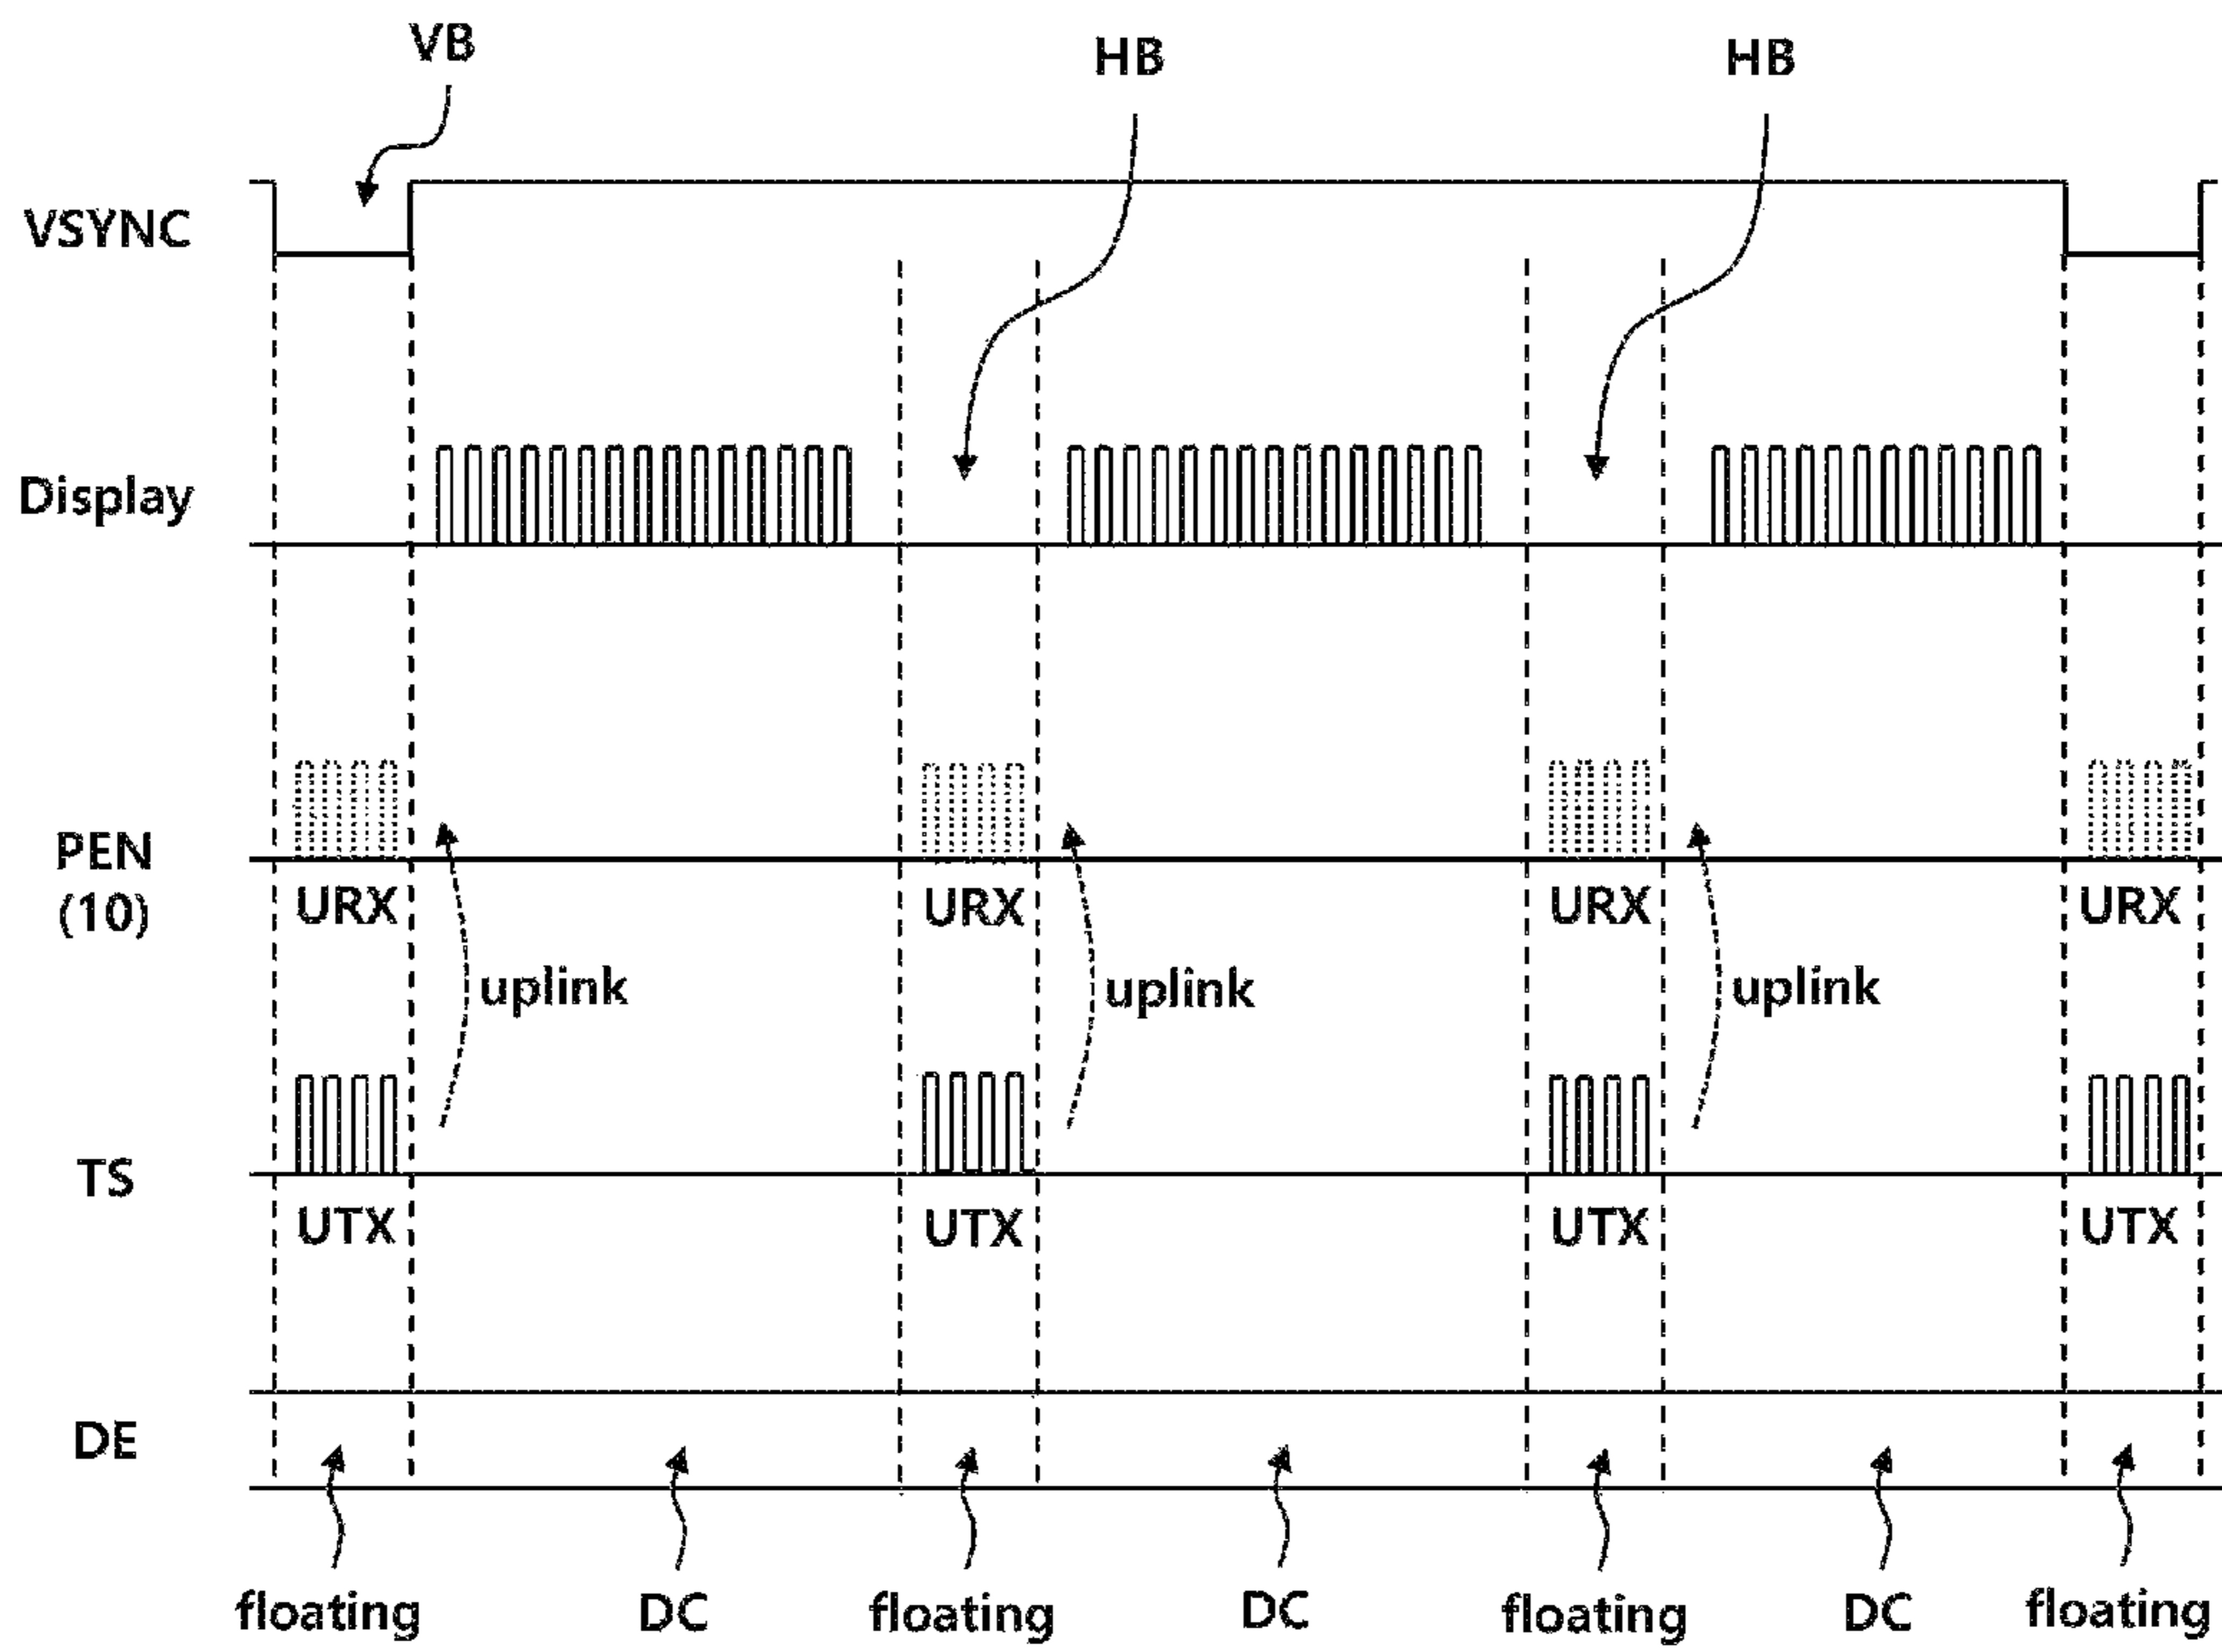 VB
HB
HB
VSYNC
Display
PEN
(10)
URX
URX
URX
URX
uplink
uplink
uplink
TS
UTX
UTX
UTX
UTX
DE
floating
DC
floating
DC
floating
DC
floating